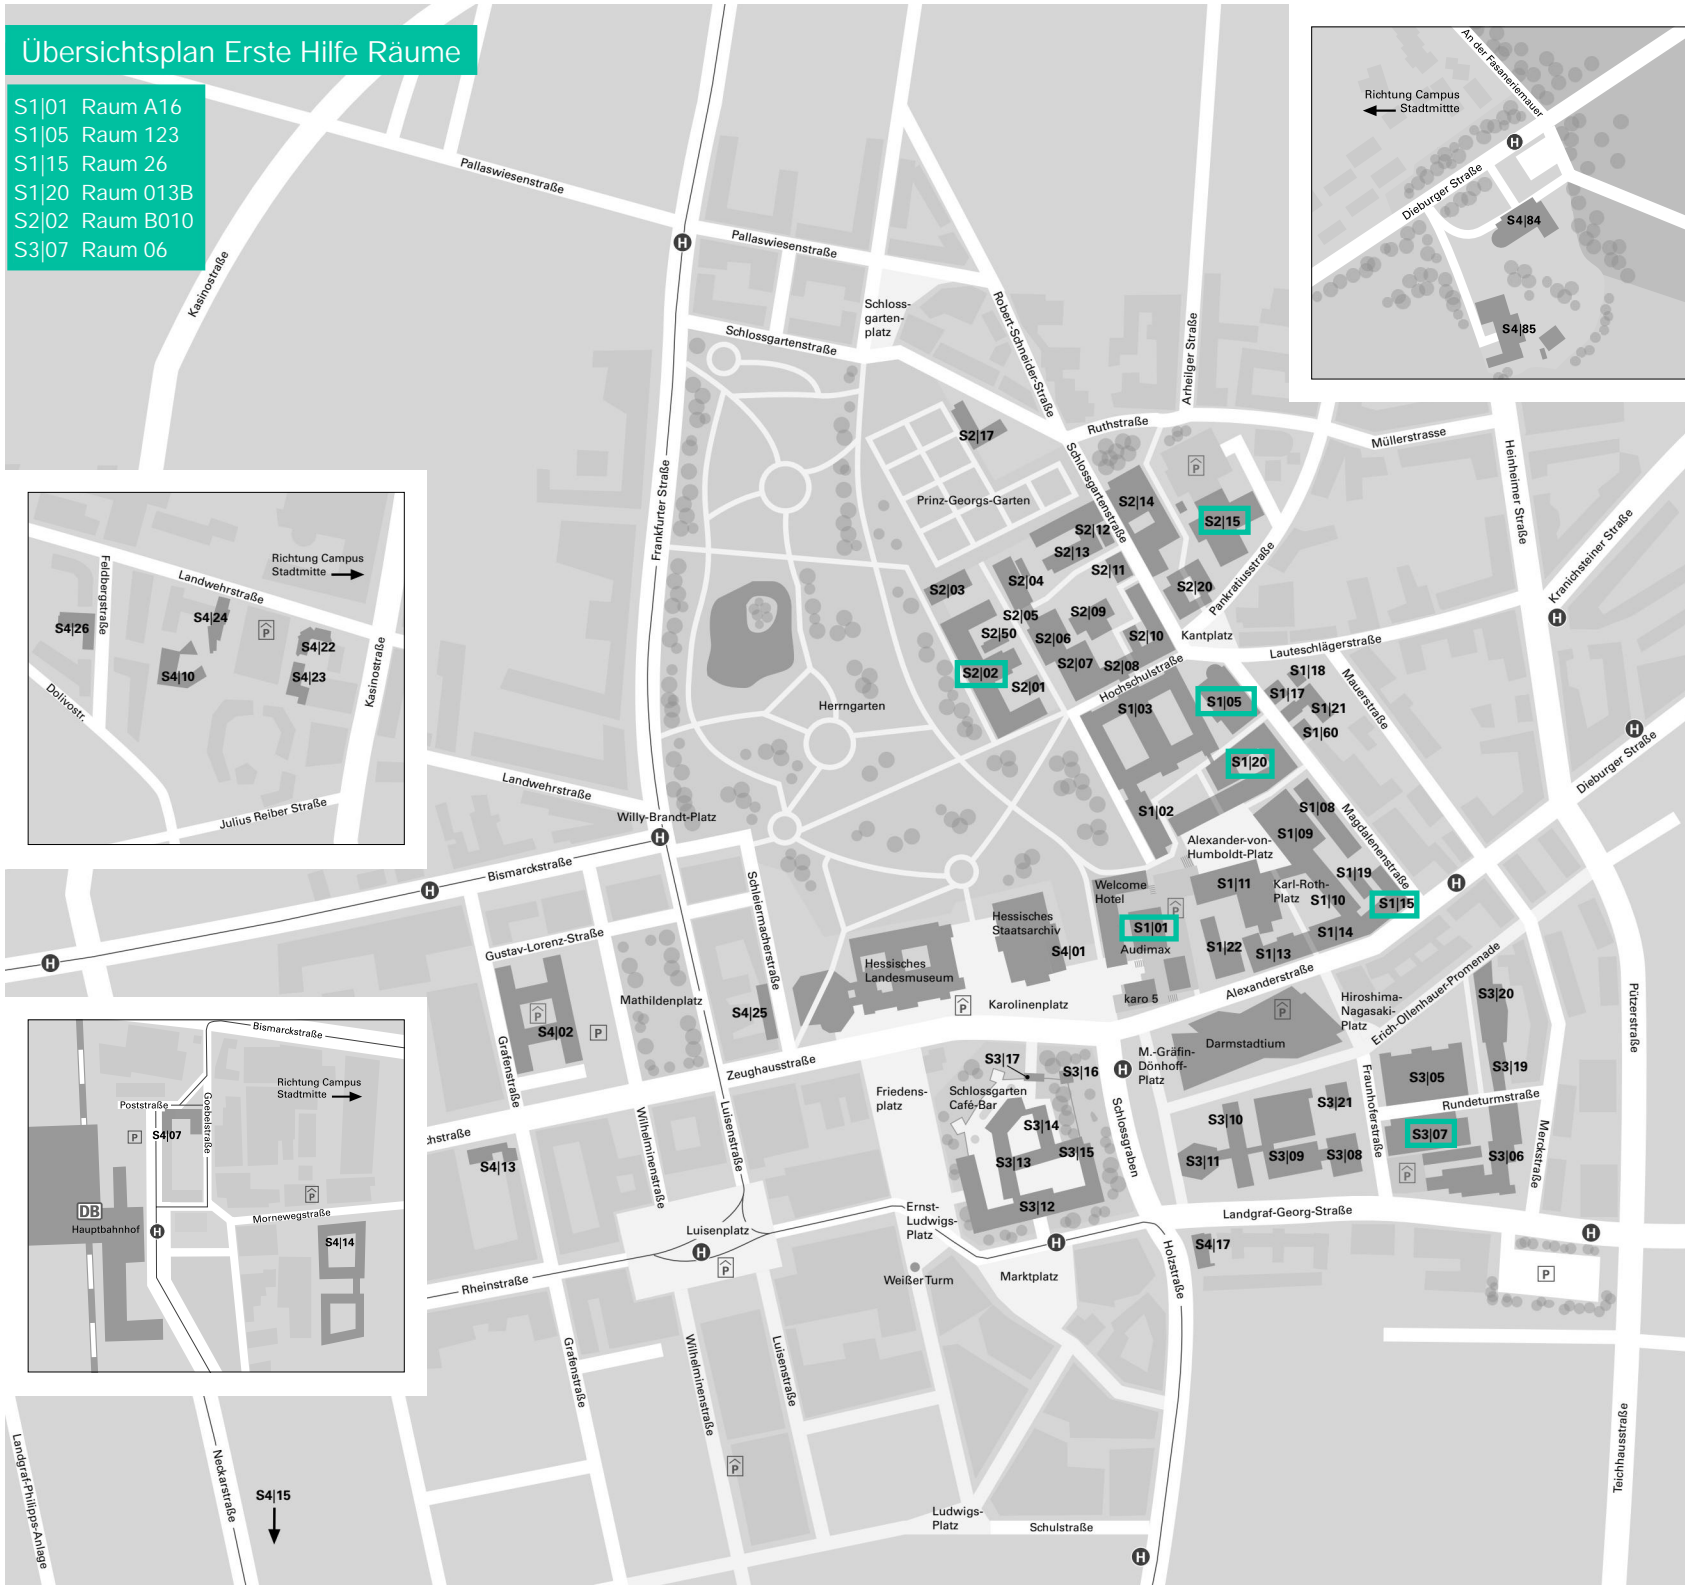 Übersichtsplan Erste Hilfe Räume
S1|01 Raum A16
S1|05 Raum 123
S1|15 Raum 26
S1|20 Raum 013B
S2|02 Raum B010
S3|07 Raum 06
An der Fasaneriemauer
Richtung Campus
Stadtmittte
H
Dieburger Straße
S4|84
S4|85
Pallaswiesenstraße
Kasinostraße
H
Pallaswiesenstraße
Schloss-
garten-
platz
Schlossgartenstraße
Robert-Schneider-Straße
Arheilger Straße
Ruthstraße
Müllerstrasse
Heinheimer Straße
Kranichsteiner Straße
H
Frankfurter Straße
S2|17
Prinz-Georgs-Garten
Schlossgartenstraße
P
S2|14
S2|15
S2|12
S2|13
S2|11
S2|03
S2|04
S2|20
Pankratiusstraße
S2|05
S2|09
S2|50
S2|06
S2|10
Kantplatz
Lauteschlägerstraße
S2|02
S2|07
S2|08
S2|01
Hochschulstraße
S1|18
S1|17
S1|21
S1|60
Mauerstraße
S1|03
S1|05
Herrngarten
H
Dieburger Straße
S1|20
Richtung Campus
Stadtmitte
Feldbergstraße
Landwehrstraße
S4|26
S4|24
P
S4|22
S4|10
S4|23
Kasinostraße
Dolivostr.
Julius Reiber Straße
Landwehrstraße
Willy-Brandt-Platz
H
Bismarckstraße
H
H
S1|02
S1|08
S1|09
Magdalenenstraße
Alexander-von-
Humboldt-Platz
S1|19
S1|11
Karl-Roth-
Platz
S1|10
S1|15
H
Welcome
Hotel
P
S1|01
Audimax
S1|14
S1|22
S1|13
Alexanderstraße
Schleiermacherstraße
Gustav-Lorenz-Straße
Hessisches
Staatsarchiv
S4|01
Hessisches
Landesmuseum
Mathildenplatz
S4|25
P
S4|02
P
Grafenstraße
Karolinenplatz
P
karo 5
P
Darmstadtium
Hiroshima-
Nagasaki-
Platz
Erich-Ollenhauer-Promenade
S3|20
Pützerstraße
Zeughausstraße
Friedens-
platz
S3|17
S3|16
H
M.-Gräfin-
Dönhoff-
Platz
Schlossgarten
Café-Bar
S3|05
S3|19
Rundeturmstraße
Fraunhoferstraße
S3|21
S3|10
S3|07
S3|14
S3|15
S3|13
S3|12
Schlossgraben
S3|11
S3|09
S3|08
P
S3|06
Merckstraße
Bismarckstraße
Richtung Campus
Stadtmitte
Poststraße
Goebelstraße
P
S4|07
P
DB
Hauptbahnhof
H
Mornewegstraße
S4|14
chstraße
S4|13
Wilhelminenstraße
Luisenstraße
Luisenplatz
H
P
Ernst-
Ludwigs-
Platz
H
Landgraf-Georg-Straße
H
S4|17
P
Weißer Turm
Marktplatz
Holzstraße
Rheinstraße
Grafenstraße
Wilhelminenstraße
Luisenstraße
P
Landgraf-Philipps-Anlage
Neckarstraße
S4|15
Ludwigs-
Platz
Schulstraße
H
Teichhausstraße